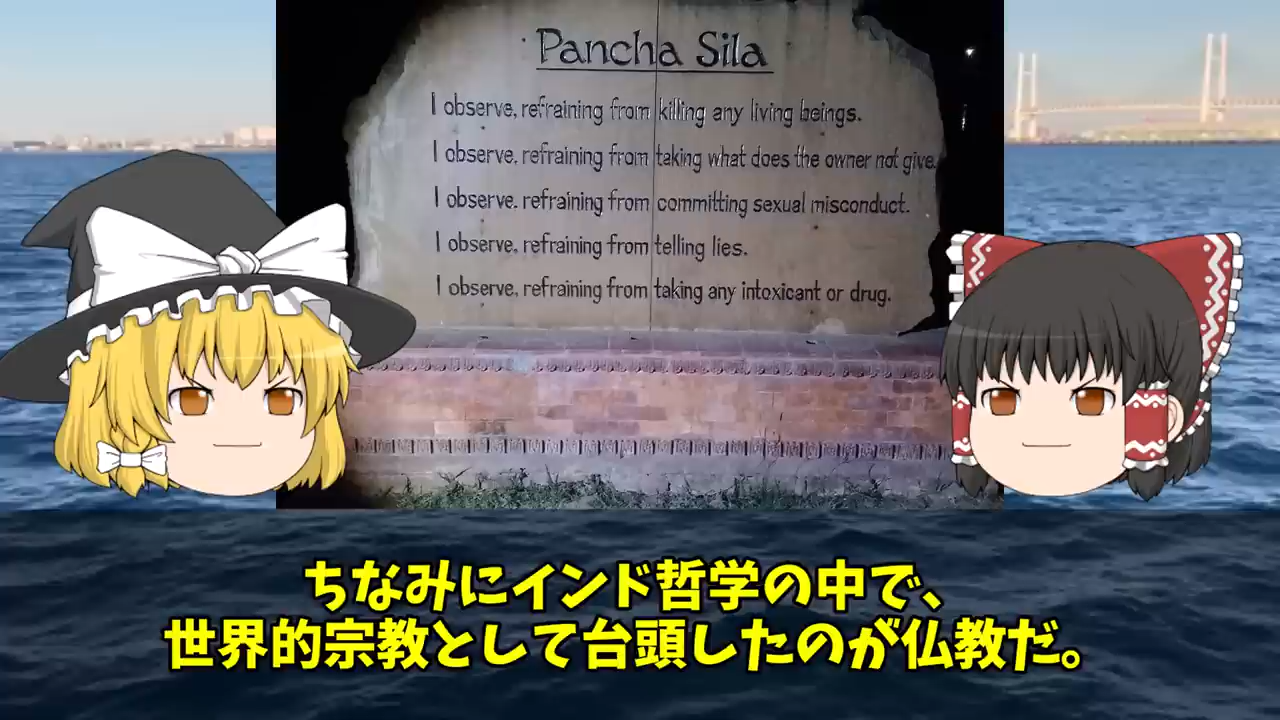 Pancha Sila
I observe, refraining from killing any living beings.
I observe, refraining from taking what does the owner not give.
I observe, refraining from committing sexual misconduct.
I observe, refraining from telling lies.
I observe, refraining from taking any intoxicant or drug.
ちなみにインド哲学の中で、
世界的宗教として台頭したのが仏教だ。